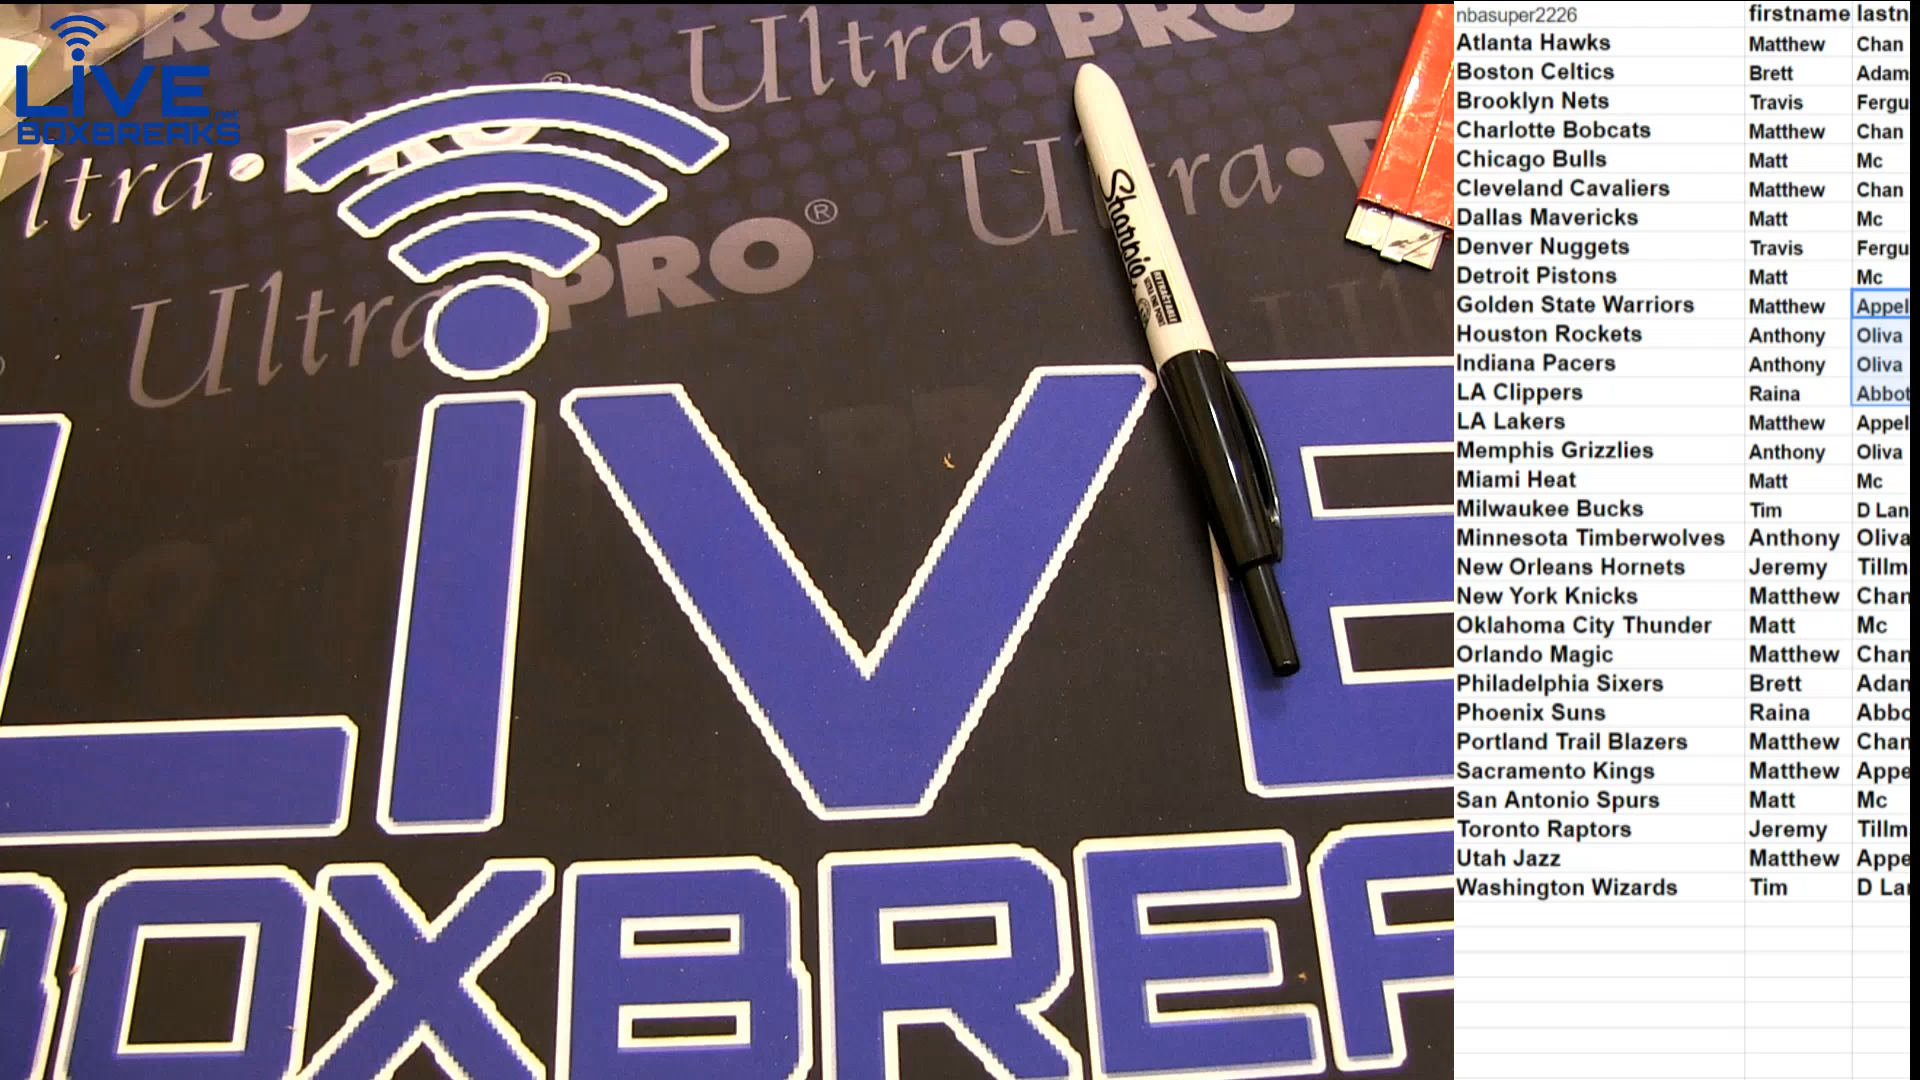 PRO
LiVE
BOXBREAKS
Ultra•PRO
ltra•PRO
Ultra•P
Ultra PRO®
Sharpie
RETRACTABLE
ULTRA FINE POINT
LiVE
BOXBREA
nbasuper2226 firstname lastn
Atlanta Hawks Matthew Chan
Boston Celtics Brett Adam
Brooklyn Nets Travis Fergu
Charlotte Bobcats Matthew Chan
Chicago Bulls Matt Mc
Cleveland Cavaliers Matthew Chan
Dallas Mavericks Matt Mc
Denver Nuggets Travis Fergu
Detroit Pistons Matt Mc
Golden State Warriors Matthew Appel
Houston Rockets Anthony Oliva
Indiana Pacers Anthony Oliva
LA Clippers Raina Abbot
LA Lakers Matthew Appel
Memphis Grizzlies Anthony Oliva
Miami Heat Matt Mc
Milwaukee Bucks Tim D Lan
Minnesota Timberwolves Anthony Oliva
New Orleans Hornets Jeremy Tillm
New York Knicks Matthew Chan
Oklahoma City Thunder Matt Mc
Orlando Magic Matthew Chan
Philadelphia Sixers Brett Adan
Phoenix Suns Raina Abbo
Portland Trail Blazers Matthew Chan
Sacramento Kings Matthew Appe
San Antonio Spurs Matt Mc
Toronto Raptors Jeremy Tillm
Utah Jazz Matthew Appe
Washington Wizards Tim D Lar